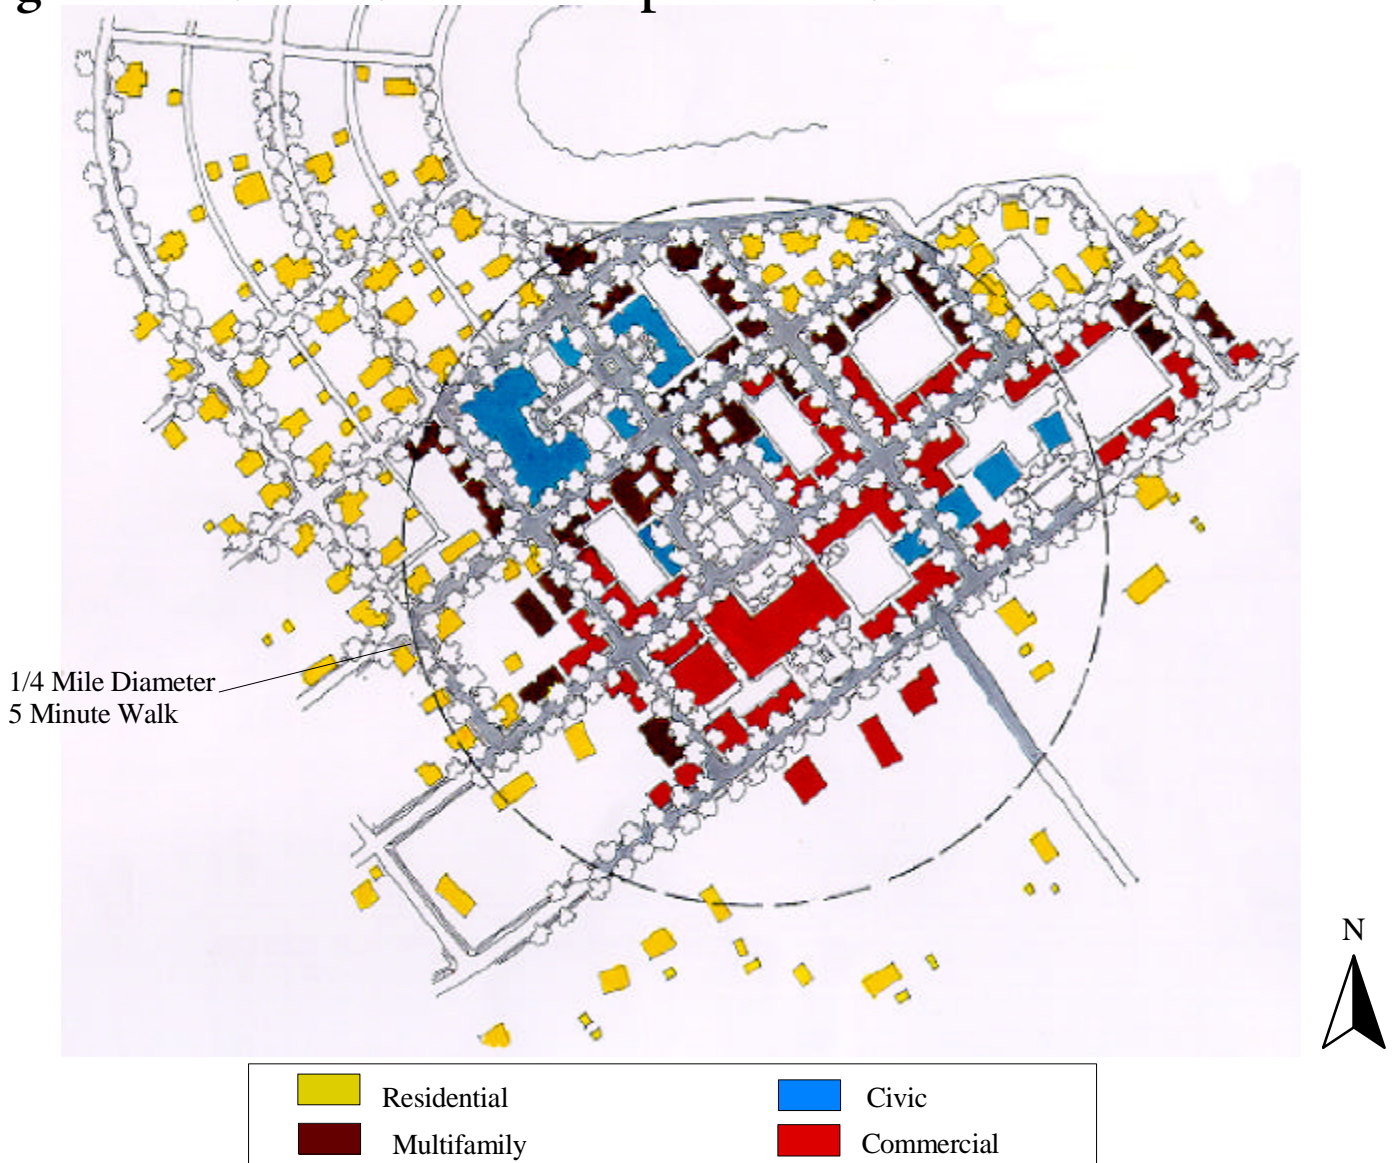 1/4 Mile Diameter
5 Minute Walk
N
Residential
Civic
Multifamily
Commercial